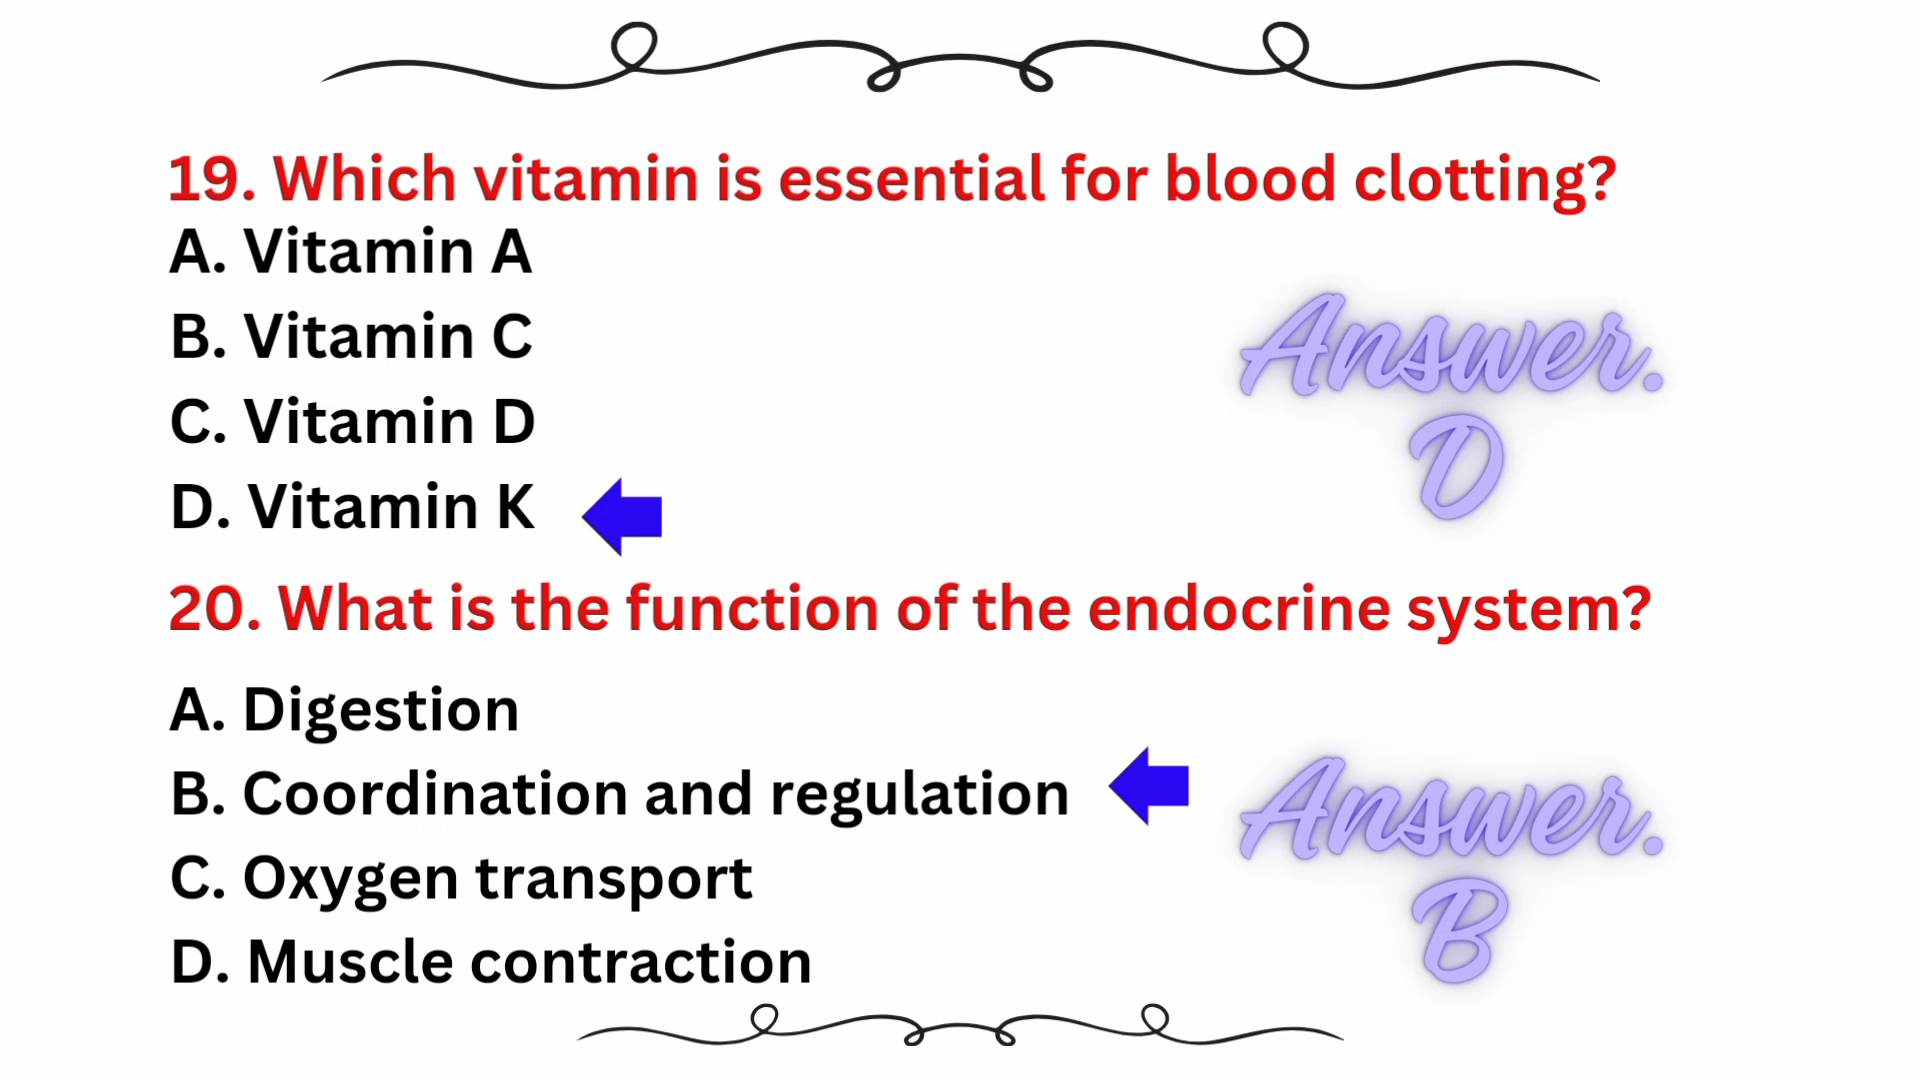 19. Which vitamin is essential for blood clotting?
A. Vitamin A
B. Vitamin C
C. Vitamin D
D. Vitamin K
Answer.
D
20. What is the function of the endocrine system?
A. Digestion
B. Coordination and regulation
C. Oxygen transport
D. Muscle contraction
Answer.
B